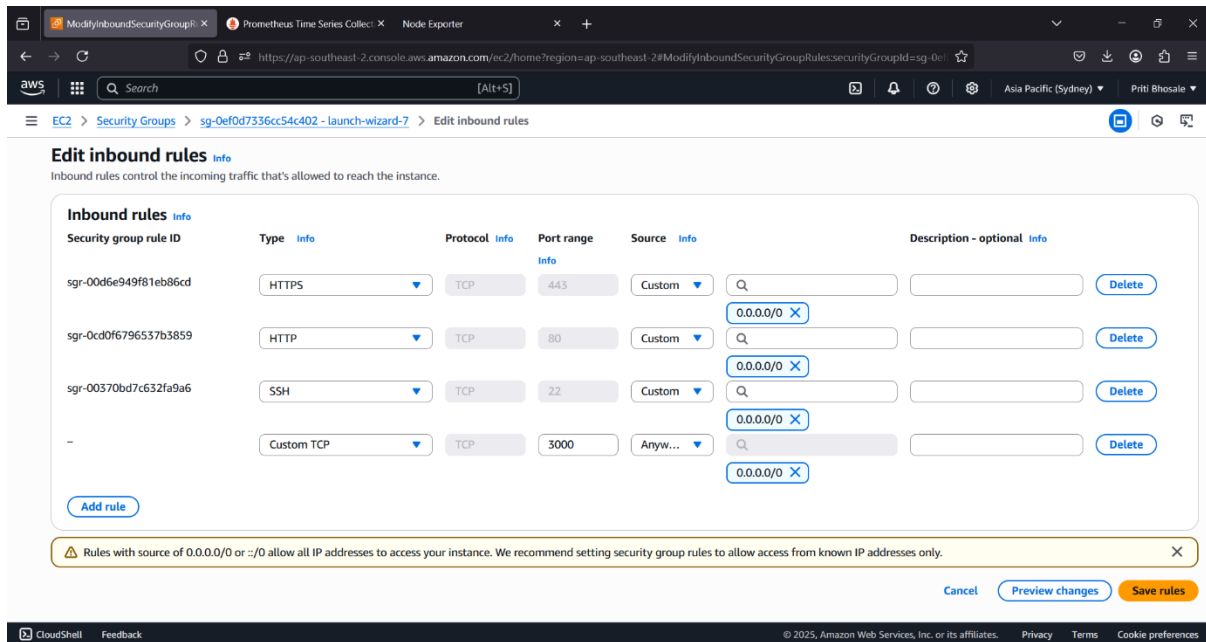 ModifyInboundSecurityGroupR
Prometheus Time Series Collecti
Node Exporter
https://ap-southeast-2.console.aws.amazon.com/ec2/home?region=ap-southeast-2#ModifyInboundSecurityGroupRules:securityGroupId=sg-0ef
aws
Search [Alt+S]
Asia Pacific (Sydney)
Priti Bhosale
EC2 > Security Groups > sg-0ef0d7336cc54c402 - launch-wizard-7 > Edit inbound rules
Edit inbound rules Info
Inbound rules control the incoming traffic that's allowed to reach the instance.
Inbound rules Info
Security group rule ID Type Info Protocol Info Port range Source Info Description - optional Info
Info
sgr-00d6e949f81eb86cd HTTPS TCP 443 Custom Delete
0.0.0.0/0
sgr-0cd0f6796537b3859 HTTP TCP 80 Custom Delete
0.0.0.0/0
sgr-00370bd7c632fa9a6 SSH TCP 22 Custom Delete
0.0.0.0/0
– Custom TCP TCP 3000 Anyw... Delete
0.0.0.0/0
Add rule
Rules with source of 0.0.0.0/0 or ::/0 allow all IP addresses to access your instance. We recommend setting security group rules to allow access from known IP addresses only.
Cancel Preview changes Save rules
CloudShell Feedback © 2025, Amazon Web Services, Inc. or its affiliates. Privacy Terms Cookie preferences